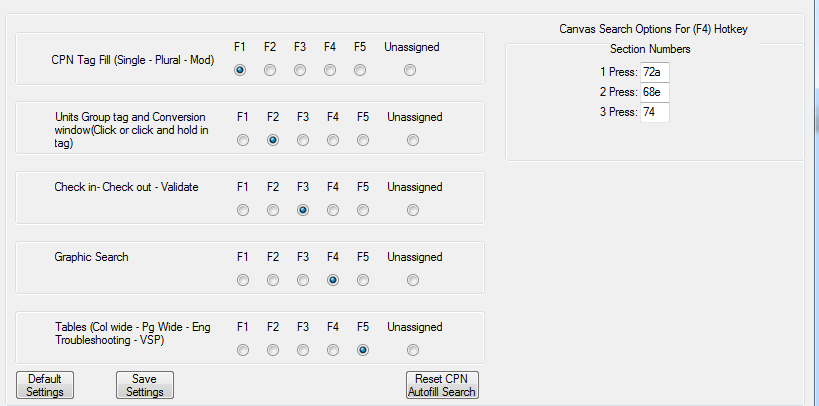 Canvas Search Options For (F4) Hotkey
Section Numbers
1 Press: 72a
2 Press: 68e
3 Press: 74
F1 F2 F3 F4 F5 Unassigned
CPN Tag Fill (Single - Plural - Mod)
Units Group tag and Conversion
window(Click or click and hold in
tag)
F1 F2 F3 F4 F5 Unassigned
Check in- Check out - Validate
F1 F2 F3 F4 F5 Unassigned
Graphic Search
F1 F2 F3 F4 F5 Unassigned
Tables (Col wide - Pg Wide - Eng
Troubleshooting - VSP)
F1 F2 F3 F4 F5 Unassigned
Default
Settings
Save
Settings
Reset CPN
Autofill Search